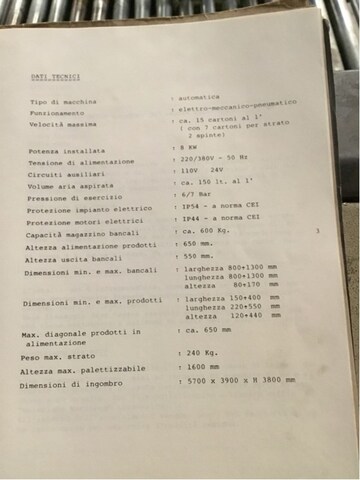 DATI TECNICI
Tipo di macchina : automatica
Funzionamento : elettro-meccanico-pneumatico
Velocità massima : ca. 15 cartoni al 1'
( con 7 cartoni per strato
2 spinte)
Potenza installata : 8 KW
Tensione di alimentazione : 220/380V - 50 Hz
Circuiti auxiliari : 110V 24V
Volume aria aspirata : ca. 150 lt. al 1'
Pressione di esercizio : 6/7 Bar
Protezione impianto elettrico : IP54 - a norma CEI
Protezione motori elettrici : IP44 - a norma CEI
Capacità magazzino bancali : ca. 600 Kg.
3
Altezza alimentazione prodotti : 650 mm.
Altezza uscita bancali : 550 mm.
Dimensioni min. e max. bancali : larghezza 800÷1300 mm
lunghezza 800÷1300 mm
altezza 80÷170 mm
Dimensioni min. e max. prodotti : larghezza 150÷400 mm
lunghezza 220÷550 mm
altezza 120÷440 mm
Max. diagonale prodotti in : ca. 650 mm
alimentazione
Peso max. strato : 240 Kg.
Altezza max. palettizzabile : 1600 mm
Dimensioni di ingombro : 5700 x 3900 x H 3800 mm